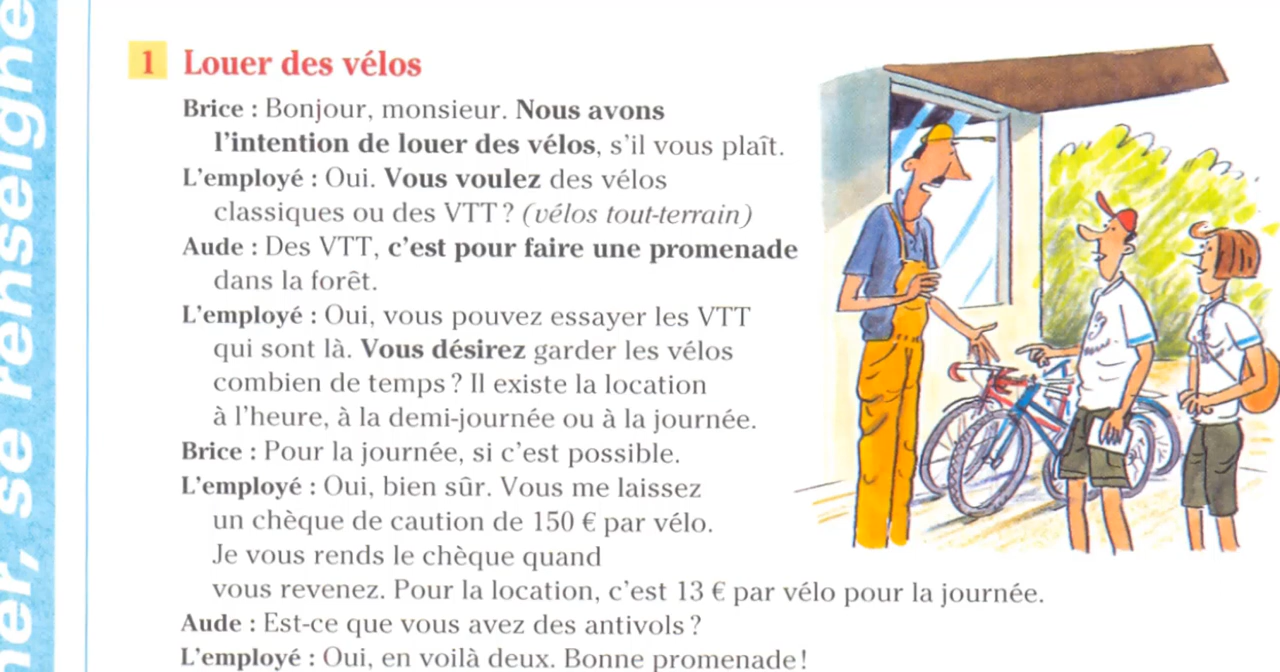 1 Louer des vélos
Brice : Bonjour, monsieur. Nous avons
l'intention de louer des vélos, s'il vous plaît.
L'employé : Oui. Vous voulez des vélos
classiques ou des VTT ? (vélos tout-terrain)
Aude : Des VTT, c'est pour faire une promenade
dans la forêt.
L'employé : Oui, vous pouvez essayer les VTT
qui sont là. Vous désirez garder les vélos
combien de temps ? Il existe la location
à l'heure, à la demi-journée ou à la journée.
Brice : Pour la journée, si c'est possible.
L'employé : Oui, bien sûr. Vous me laissez
un chèque de caution de 150 € par vélo.
Je vous rends le chèque quand
vous revenez. Pour la location, c'est 13 € par vélo pour la journée.
Aude : Est-ce que vous avez des antivols ?
L'employé : Oui, en voilà deux. Bonne promenade !